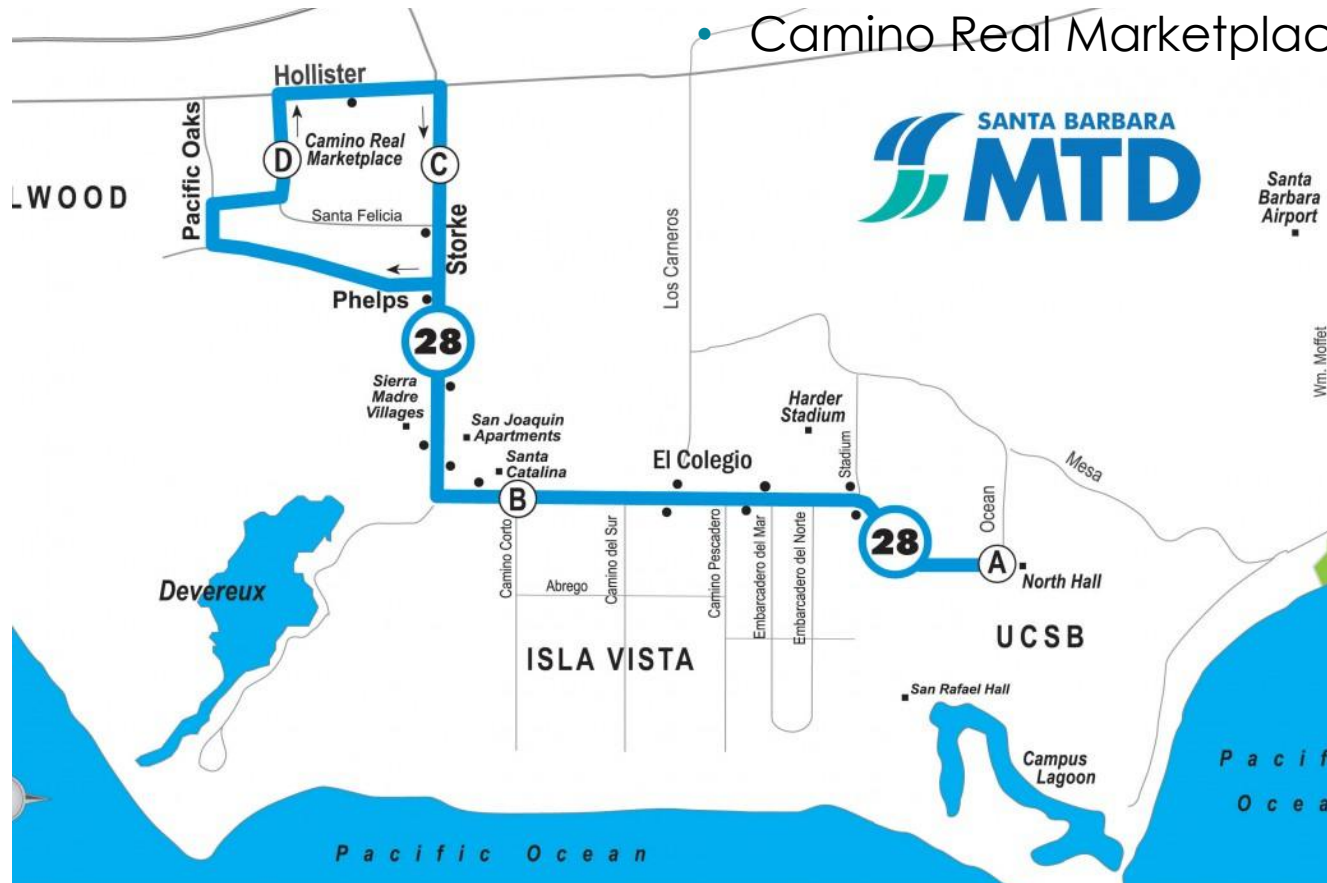 • Camino Real Marketplac
Hollister
SANTA BARBARA
MTD
Camino Real
Marketplace
D
C
Pacific Oaks
LWOOD
Santa
Barbara
Airport
Santa Felicia
Los Carneros
Storke
Phelps
28
Wm. Moffet
Sierra
Madre
Villages
Harder
Stadium
San Joaquin
Apartments
Santa
Catalina
El Colegio
Stadium
Mesa
B
Ocean
28
A
North Hall
Camino Corto
Camino del Sur
Camino Pescadero
Embarcadero del Mar
Embarcadero del Norte
Abrego
Devereux
UCSB
ISLA VISTA
San Rafael Hall
Campus
Lagoon
Pacif
Ocea
Pacific Ocean